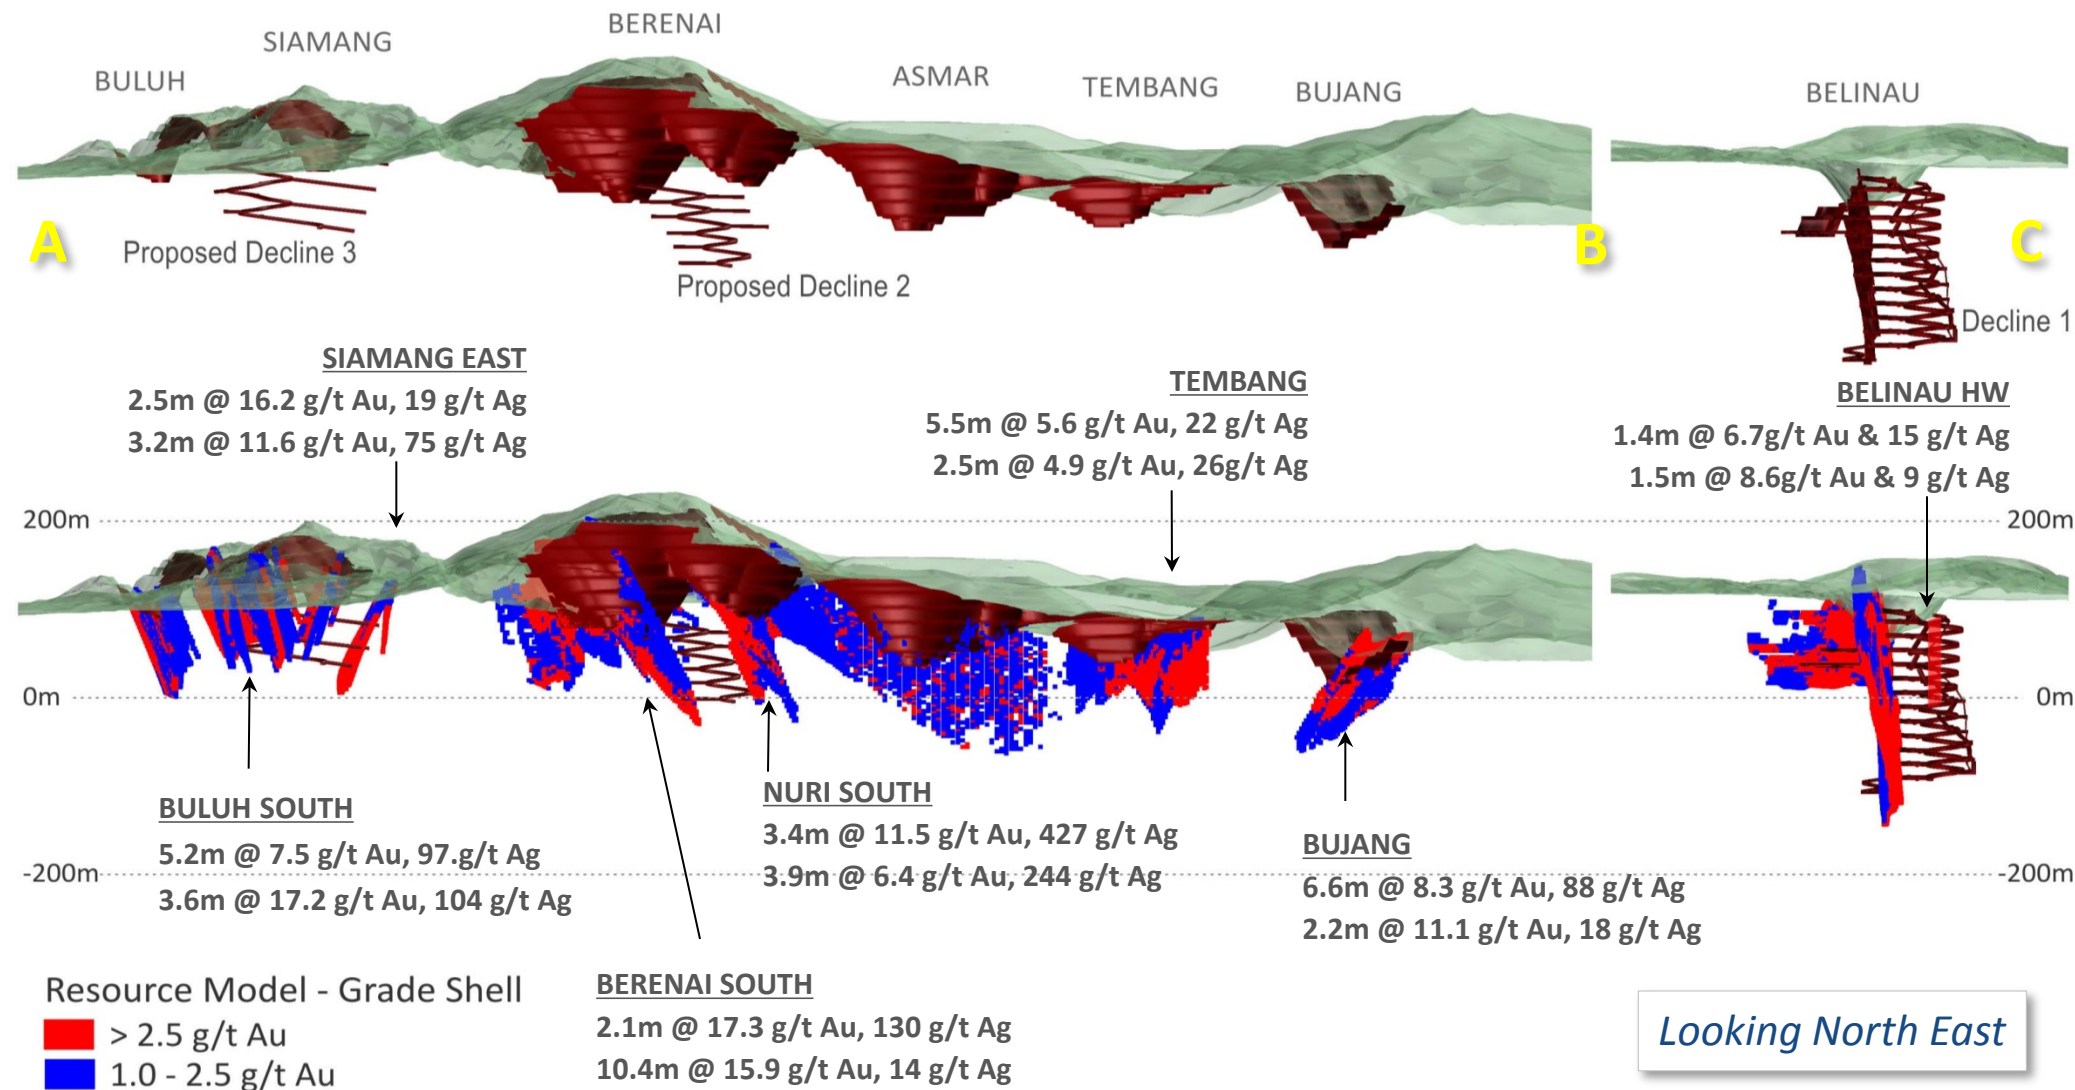 BULUH
SIAMANG
BERENAI
ASMAR
TEMBANG
BUJANG
BELINAU
A
B
C
Proposed Decline 3
Proposed Decline 2
Decline 1
SIAMANG EAST
2.5m @ 16.2 g/t Au, 19 g/t Ag
3.2m @ 11.6 g/t Au, 75 g/t Ag
TEMBANG
5.5m @ 5.6 g/t Au, 22 g/t Ag
2.5m @ 4.9 g/t Au, 26g/t Ag
BELINAU HW
1.4m @ 6.7g/t Au & 15 g/t Ag
1.5m @ 8.6g/t Au & 9 g/t Ag
200m
200m
0m
0m
-200m
-200m
BULUH SOUTH
5.2m @ 7.5 g/t Au, 97.g/t Ag
3.6m @ 17.2 g/t Au, 104 g/t Ag
NURI SOUTH
3.4m @ 11.5 g/t Au, 427 g/t Ag
3.9m @ 6.4 g/t Au, 244 g/t Ag
BUJANG
6.6m @ 8.3 g/t Au, 88 g/t Ag
2.2m @ 11.1 g/t Au, 18 g/t Ag
BERENAI SOUTH
2.1m @ 17.3 g/t Au, 130 g/t Ag
10.4m @ 15.9 g/t Au, 14 g/t Ag
Resource Model - Grade Shell
> 2.5 g/t Au
1.0 - 2.5 g/t Au
Looking North East